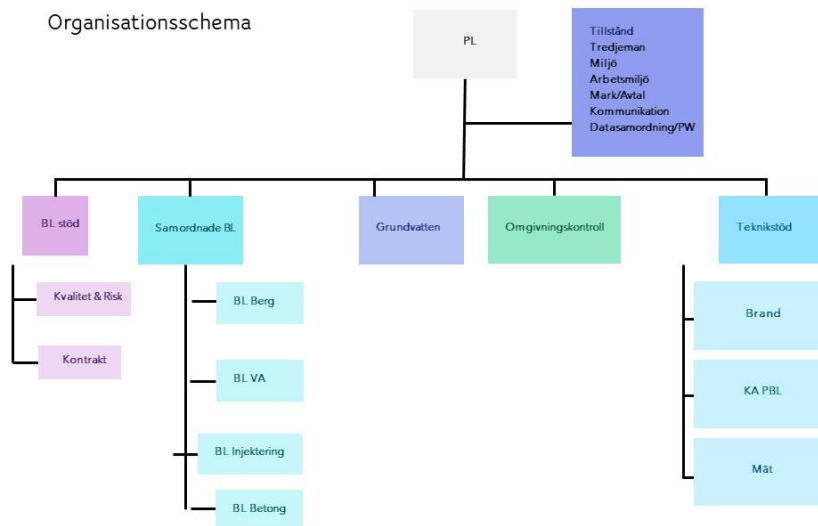 Organisationsschema
PL
Tillstånd
Tredjeman
Miljö
Arbetsmiljö
Mark/Avtal
Kommunikation
Datasamordning/PW
BL stöd
Samordnade BL
Grundvatten
Omgivningskontroll
Teknikstöd
Kvalitet & Risk
Kontrakt
BL Berg
BL VA
BL Injektering
BL Betong
Brand
KA PBL
Mät